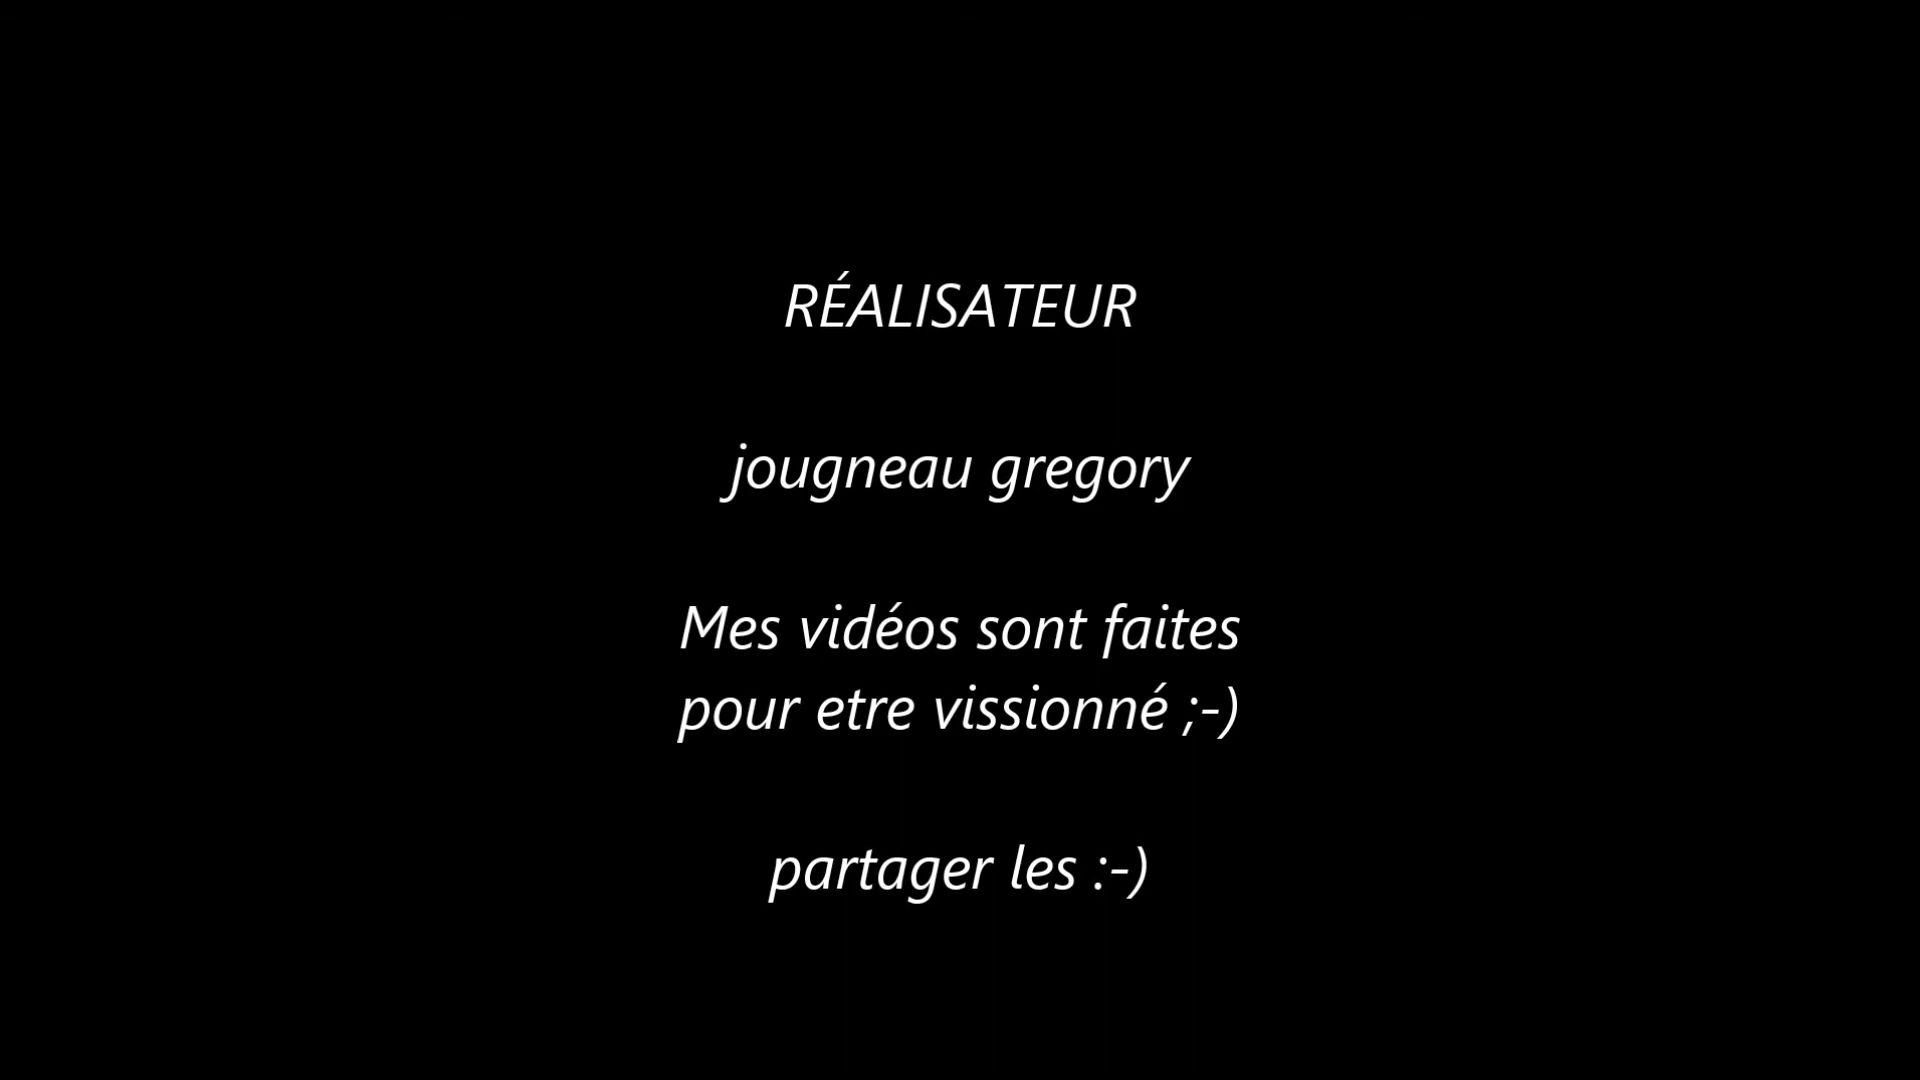 RÉALISATEUR
jougneau gregory
Mes vidéos sont faites
pour etre vissionné ;-)
partager les :-)